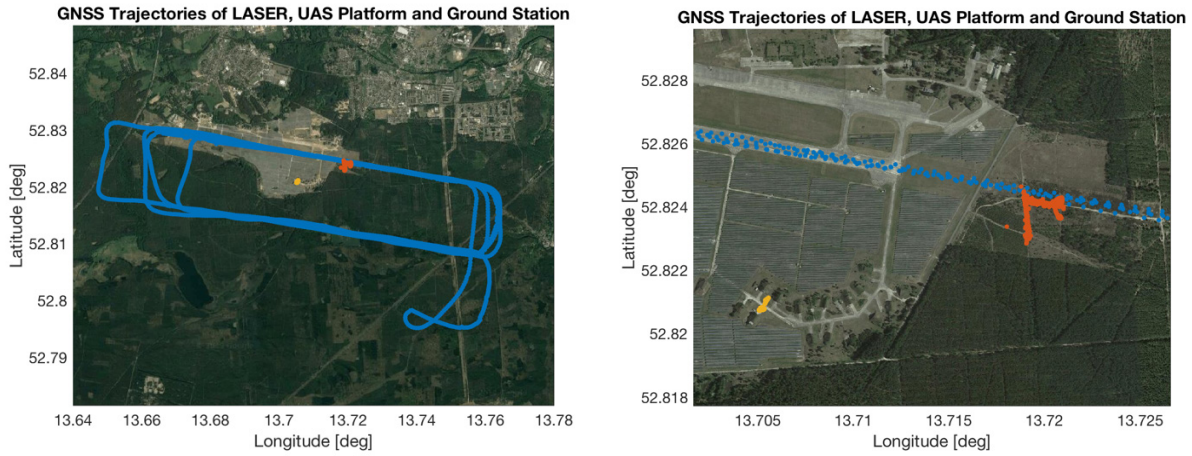 GNSS Trajectories of LASER, UAS Platform and Ground Station
52.84
52.83
52.82
52.81
52.8
52.79
Latitude [deg]
13.64 13.66 13.68 13.7 13.72 13.74 13.76 13.78
Longitude [deg]
GNSS Trajectories of LASER, UAS Platform and Ground Station
52.828
52.826
52.824
52.822
52.82
52.818
Latitude [deg]
13.705 13.71 13.715 13.72 13.725
Longitude [deg]